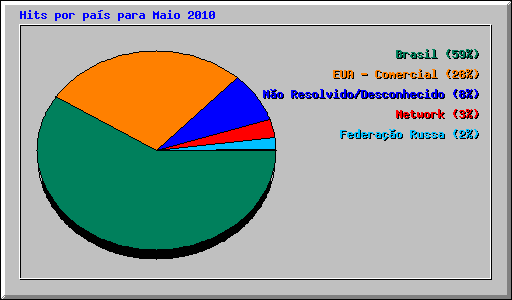 Hits por país para Maio 2010
Brasil (59%)
EUA - Comercial (28%)
Não Resolvido/Desconhecido (8%)
Network (3%)
Federação Russa (2%)